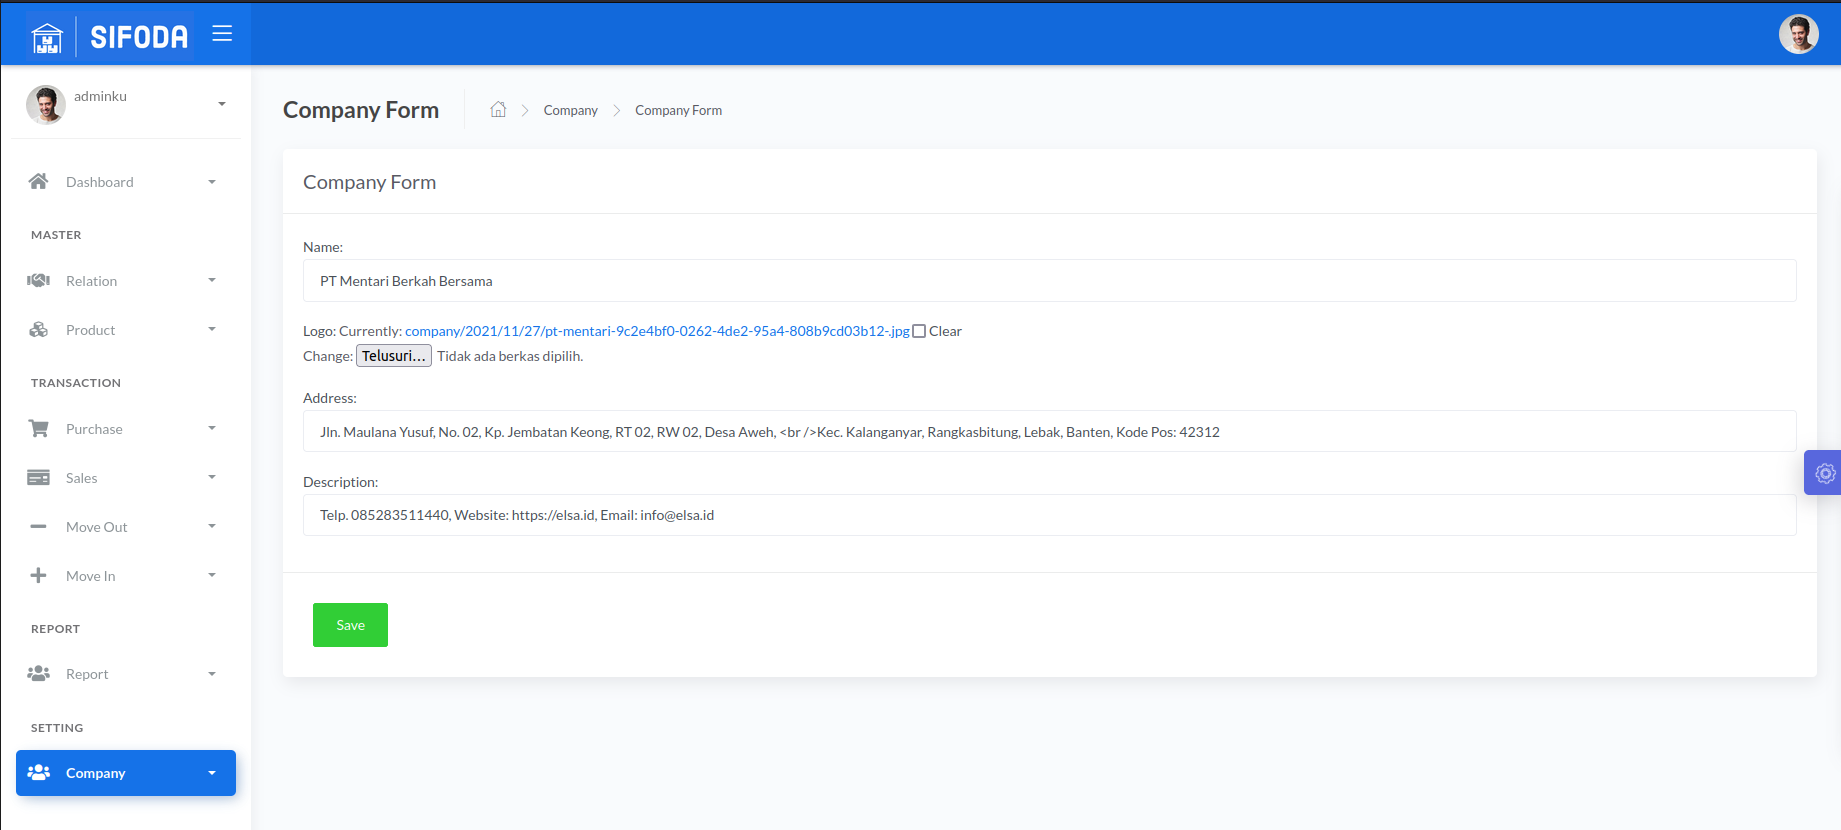 SIFODA
adminku
Dashboard
MASTER
Relation
Product
TRANSACTION
Purchase
Sales
Move Out
Move In
REPORT
Report
SETTING
Company
Company Form
Company
Company Form
Company Form
Name:
PT Mentari Berkah Bersama
Logo: Currently: company/2021/11/27/pt-mentari-9c2e4bf0-0262-4de2-95a4-808b9cd03b12-.jpg Clear
Change: Telusuri... Tidak ada berkas dipilih.
Address:
Jln. Maulana Yusuf, No. 02, Kp. Jembatan Keong, RT 02, RW 02, Desa Aweh, <br />Kec. Kalanganyar, Rangkasbitung, Lebak, Banten, Kode Pos: 42312
Description:
Telp. 085283511440, Website: https://elsa.id, Email: info@elsa.id
Save